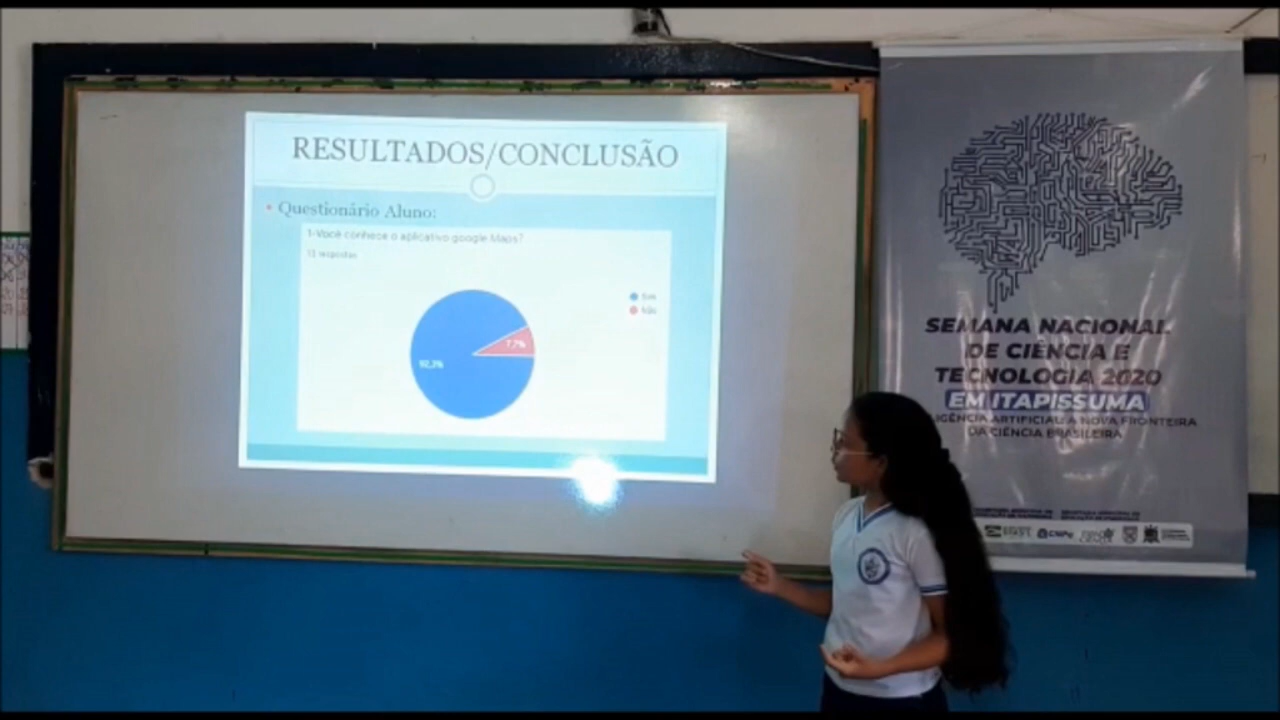 RESULTADOS/CONCLUSÃO
Questionário Aluno:
1-Você conhece o aplicativo google Maps?
13 respostas
Sim
Não
7,7%
92,3%
SEMANA NACIONAL
DE CIÊNCIA E
TECNOLOGIA 2020
EM ITAPISSUMA
IGÊNCIA ARTIFICIAL: A NOVA FRONTEIRA
DA CIÊNCIA BRASILEIRA
CNPq